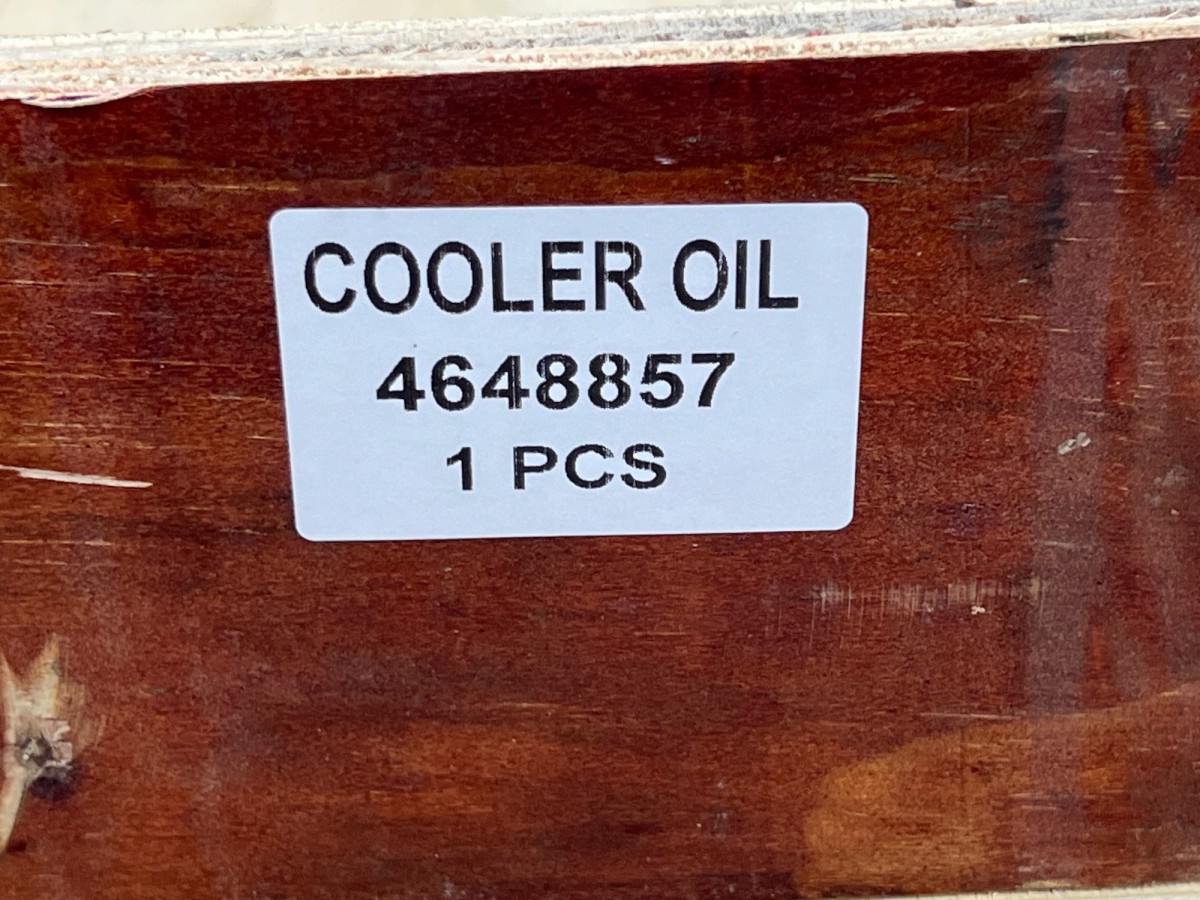 COOLER OIL
4648857
1 PCS